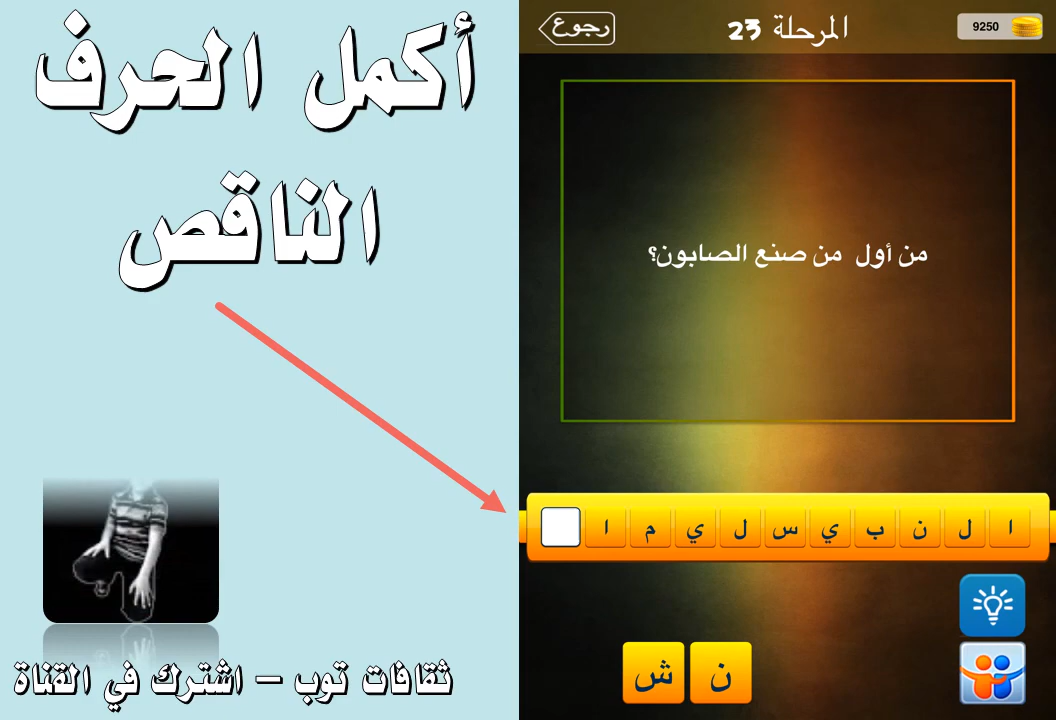 أكمل الحرف
الناقص
ثقافات توب – اشترك في القناة
رجوع
المرحلة 23
9250
من أول من صنع الصابون؟
ا ل ن ب ي س ل ي م ا
ش ن